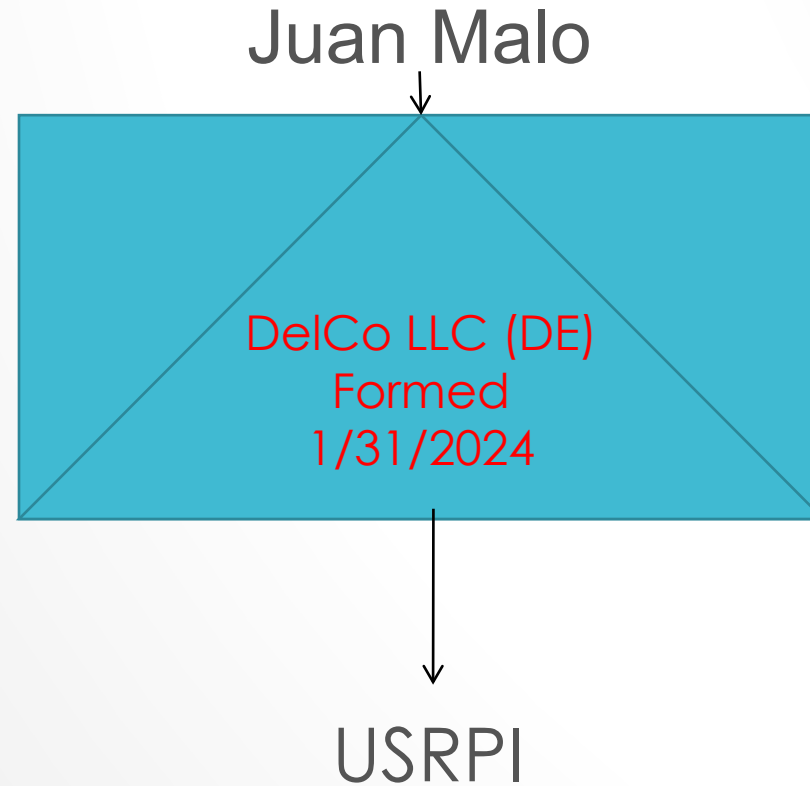 Juan Malo
DelCo LLC (DE)
Formed
1/31/2024
USRPI